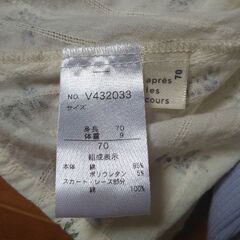 NO. V432033
サイズ
身長 70
体重 9
70
組成表示
本体 綿 95%
ポリウレタン 5%
スカート・レース部分
綿 100%
après
les
cours
70